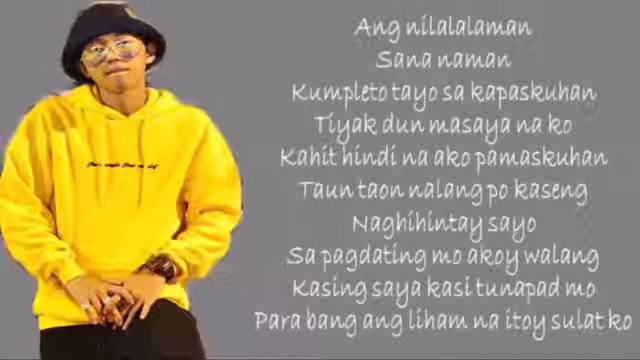 Ang nilalalaman
Sana naman
Kumpleto tayo sa kapaskuhan
Tiyak dun masaya na ko
Kahit hindi na ako pamaskuhan
Taun taon nalang po kaseng
Naghihintay sayo
Sa pagdating mo akoy walang
Kasing saya kasi tunapad mo
Para bang ang liham na itoy sulat ko